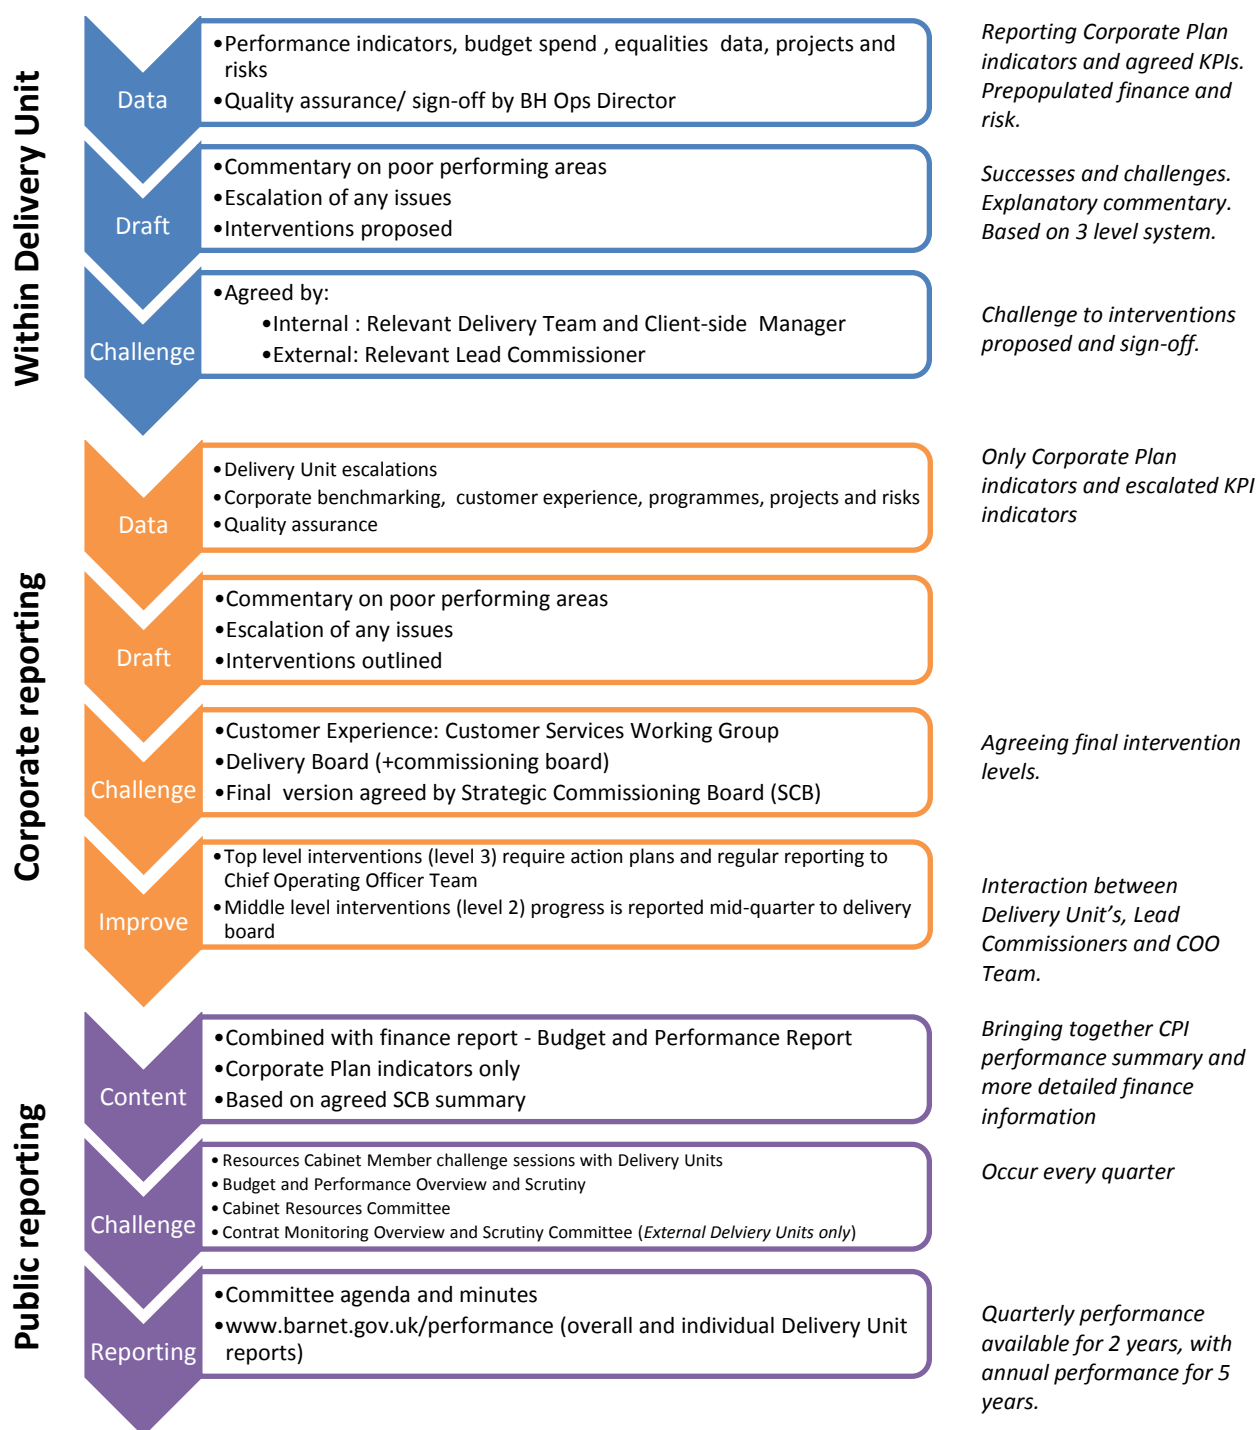 Within Delivery Unit
Data
•Performance indicators, budget spend , equalities data, projects and
risks
•Quality assurance/ sign-off by BH Ops Director
Reporting Corporate Plan
indicators and agreed KPIs.
Prepopulated finance and
risk.
Draft
•Commentary on poor performing areas
•Escalation of any issues
•Interventions proposed
Successes and challenges.
Explanatory commentary.
Based on 3 level system.
Challenge
•Agreed by:
•Internal : Relevant Delivery Team and Client-side Manager
•External: Relevant Lead Commissioner
Challenge to interventions
proposed and sign-off.
Corporate reporting
Data
•Delivery Unit escalations
•Corporate benchmarking, customer experience, programmes, projects and risks
•Quality assurance
Only Corporate Plan
indicators and escalated KPI
indicators
Draft
•Commentary on poor performing areas
•Escalation of any issues
•Interventions outlined
Challenge
•Customer Experience: Customer Services Working Group
•Delivery Board (+commissioning board)
•Final version agreed by Strategic Commissioning Board (SCB)
Agreeing final intervention
levels.
Improve
•Top level interventions (level 3) require action plans and regular reporting to
Chief Operating Officer Team
•Middle level interventions (level 2) progress is reported mid-quarter to delivery
board
Interaction between
Delivery Unit’s, Lead
Commissioners and COO
Team.
Public reporting
Content
•Combined with finance report - Budget and Performance Report
•Corporate Plan indicators only
•Based on agreed SCB summary
Bringing together CPI
performance summary and
more detailed finance
information
Challenge
•Resources Cabinet Member challenge sessions with Delivery Units
•Budget and Performance Overview and Scrutiny
•Cabinet Resources Committee
•Contrat Monitoring Overview and Scrutiny Committee (External Delviery Units only)
Occur every quarter
Reporting
•Committee agenda and minutes
•www.barnet.gov.uk/performance (overall and individual Delivery Unit
reports)
Quarterly performance
available for 2 years, with
annual performance for 5
years.